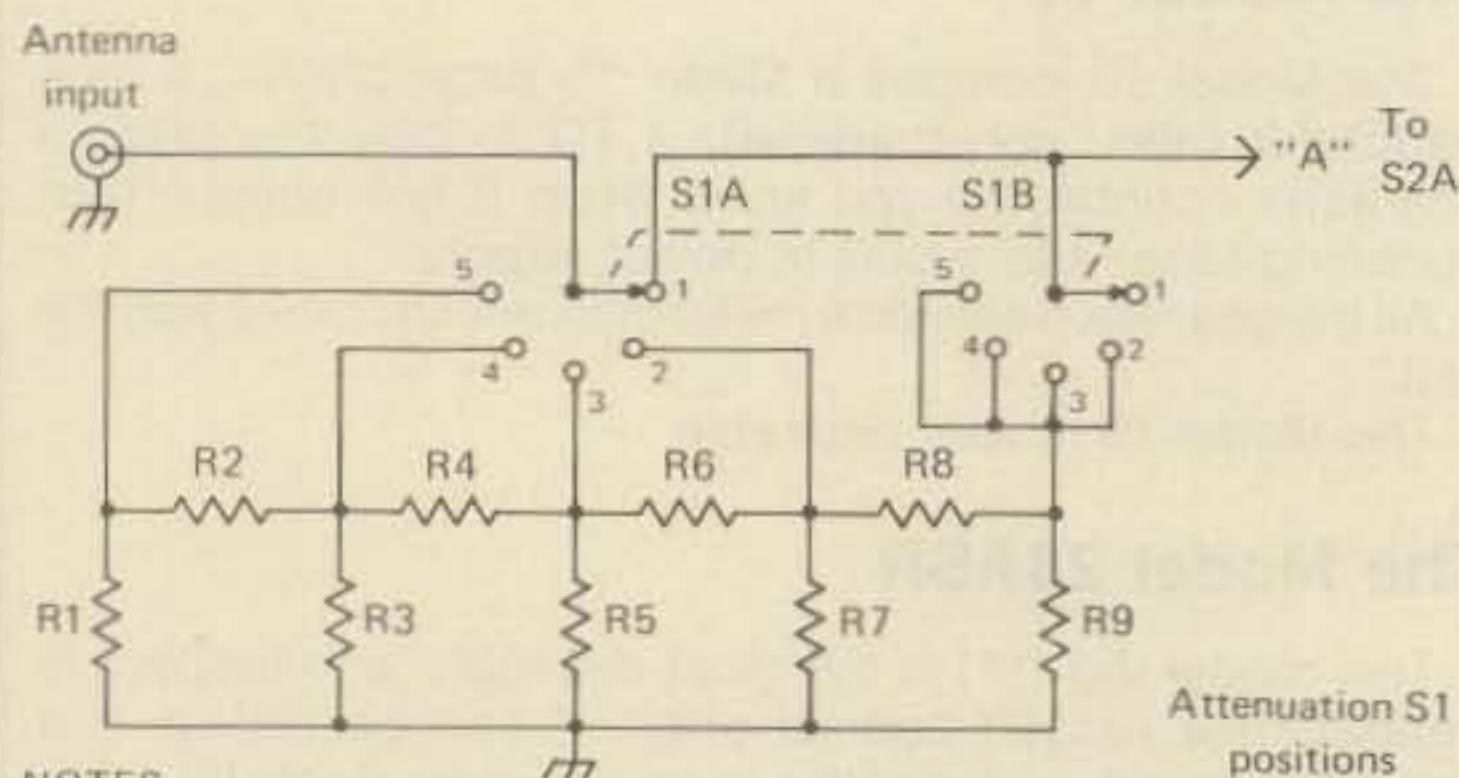 Antenna
input
"A"
To
S2A
S1A
S1B
5
1
5
1
4
2
4
2
3
3
R2
R4
R6
R8
R1
R3
R5
R7
R9
Attenuation S1
positions
NOTES